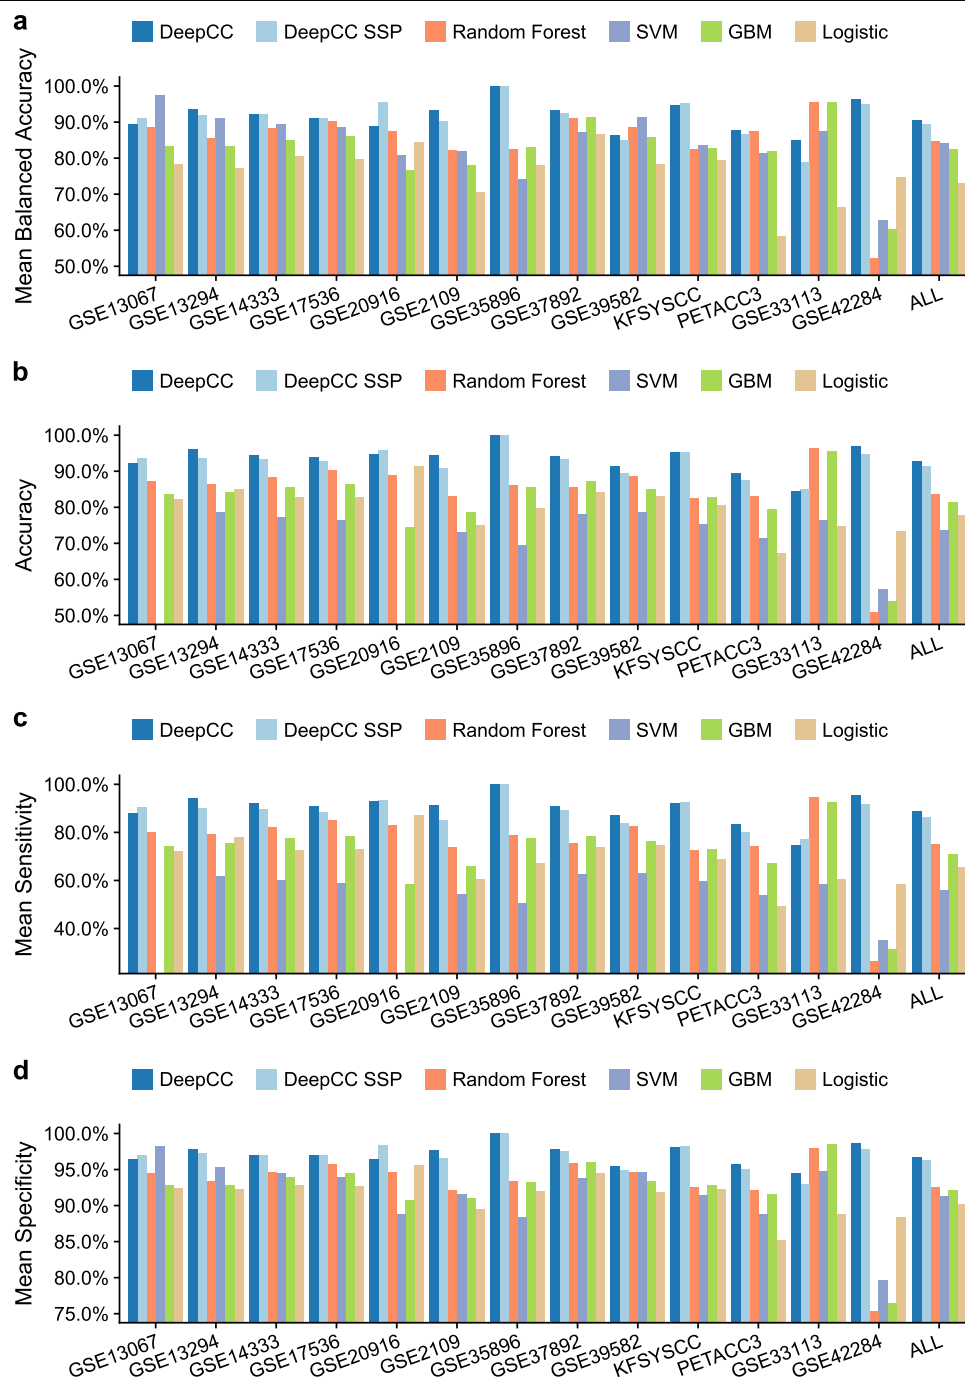 a
DeepCC DeepCC SSP Random Forest SVM GBM Logistic
Mean Balanced Accuracy
100.0%
90.0%
80.0%
70.0%
60.0%
50.0%
GSE13067 GSE13294 GSE14333 GSE17536 GSE20916 GSE2109 GSE35896 GSE37892 GSE39582 KFSYSCC PETACC3 GSE33113 GSE42284 ALL
b
DeepCC DeepCC SSP Random Forest SVM GBM Logistic
Accuracy
100.0%
90.0%
80.0%
70.0%
60.0%
50.0%
GSE13067 GSE13294 GSE14333 GSE17536 GSE20916 GSE2109 GSE35896 GSE37892 GSE39582 KFSYSCC PETACC3 GSE33113 GSE42284 ALL
c
DeepCC DeepCC SSP Random Forest SVM GBM Logistic
Mean Sensitivity
100.0%
80.0%
60.0%
40.0%
GSE13067 GSE13294 GSE14333 GSE17536 GSE20916 GSE2109 GSE35896 GSE37892 GSE39582 KFSYSCC PETACC3 GSE33113 GSE42284 ALL
d
DeepCC DeepCC SSP Random Forest SVM GBM Logistic
Mean Specificity
100.0%
95.0%
90.0%
85.0%
80.0%
75.0%
GSE13067 GSE13294 GSE14333 GSE17536 GSE20916 GSE2109 GSE35896 GSE37892 GSE39582 KFSYSCC PETACC3 GSE33113 GSE42284 ALL